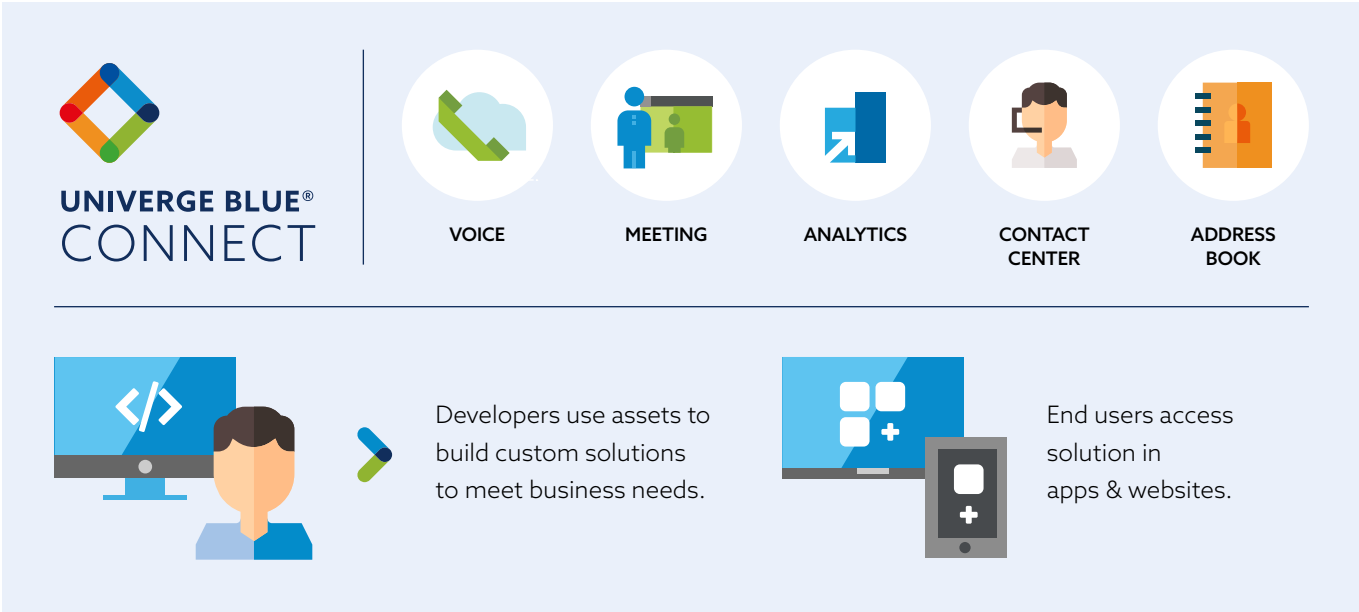 UNIVERGE BLUE®
CONNECT
VOICE
MEETING
ANALYTICS
CONTACT
CENTER
ADDRESS
BOOK
</>
Developers use assets to
build custom solutions
to meet business needs.
End users access
solution in
apps & websites.